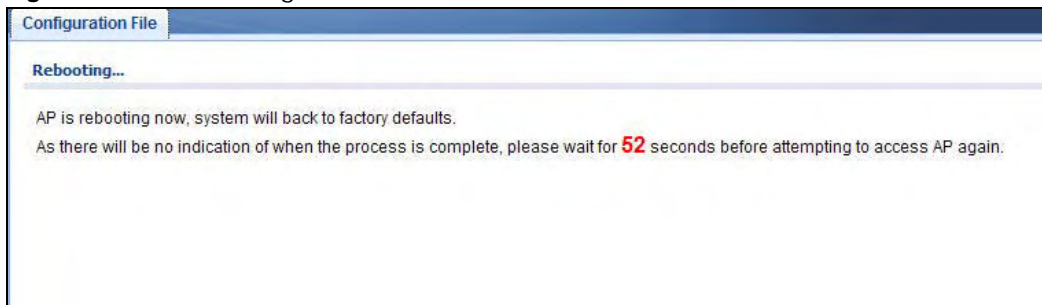 Configuration File
Rebooting...
AP is rebooting now, system will back to factory defaults.
As there will be no indication of when the process is complete, please wait for 52 seconds before attempting to access AP again.